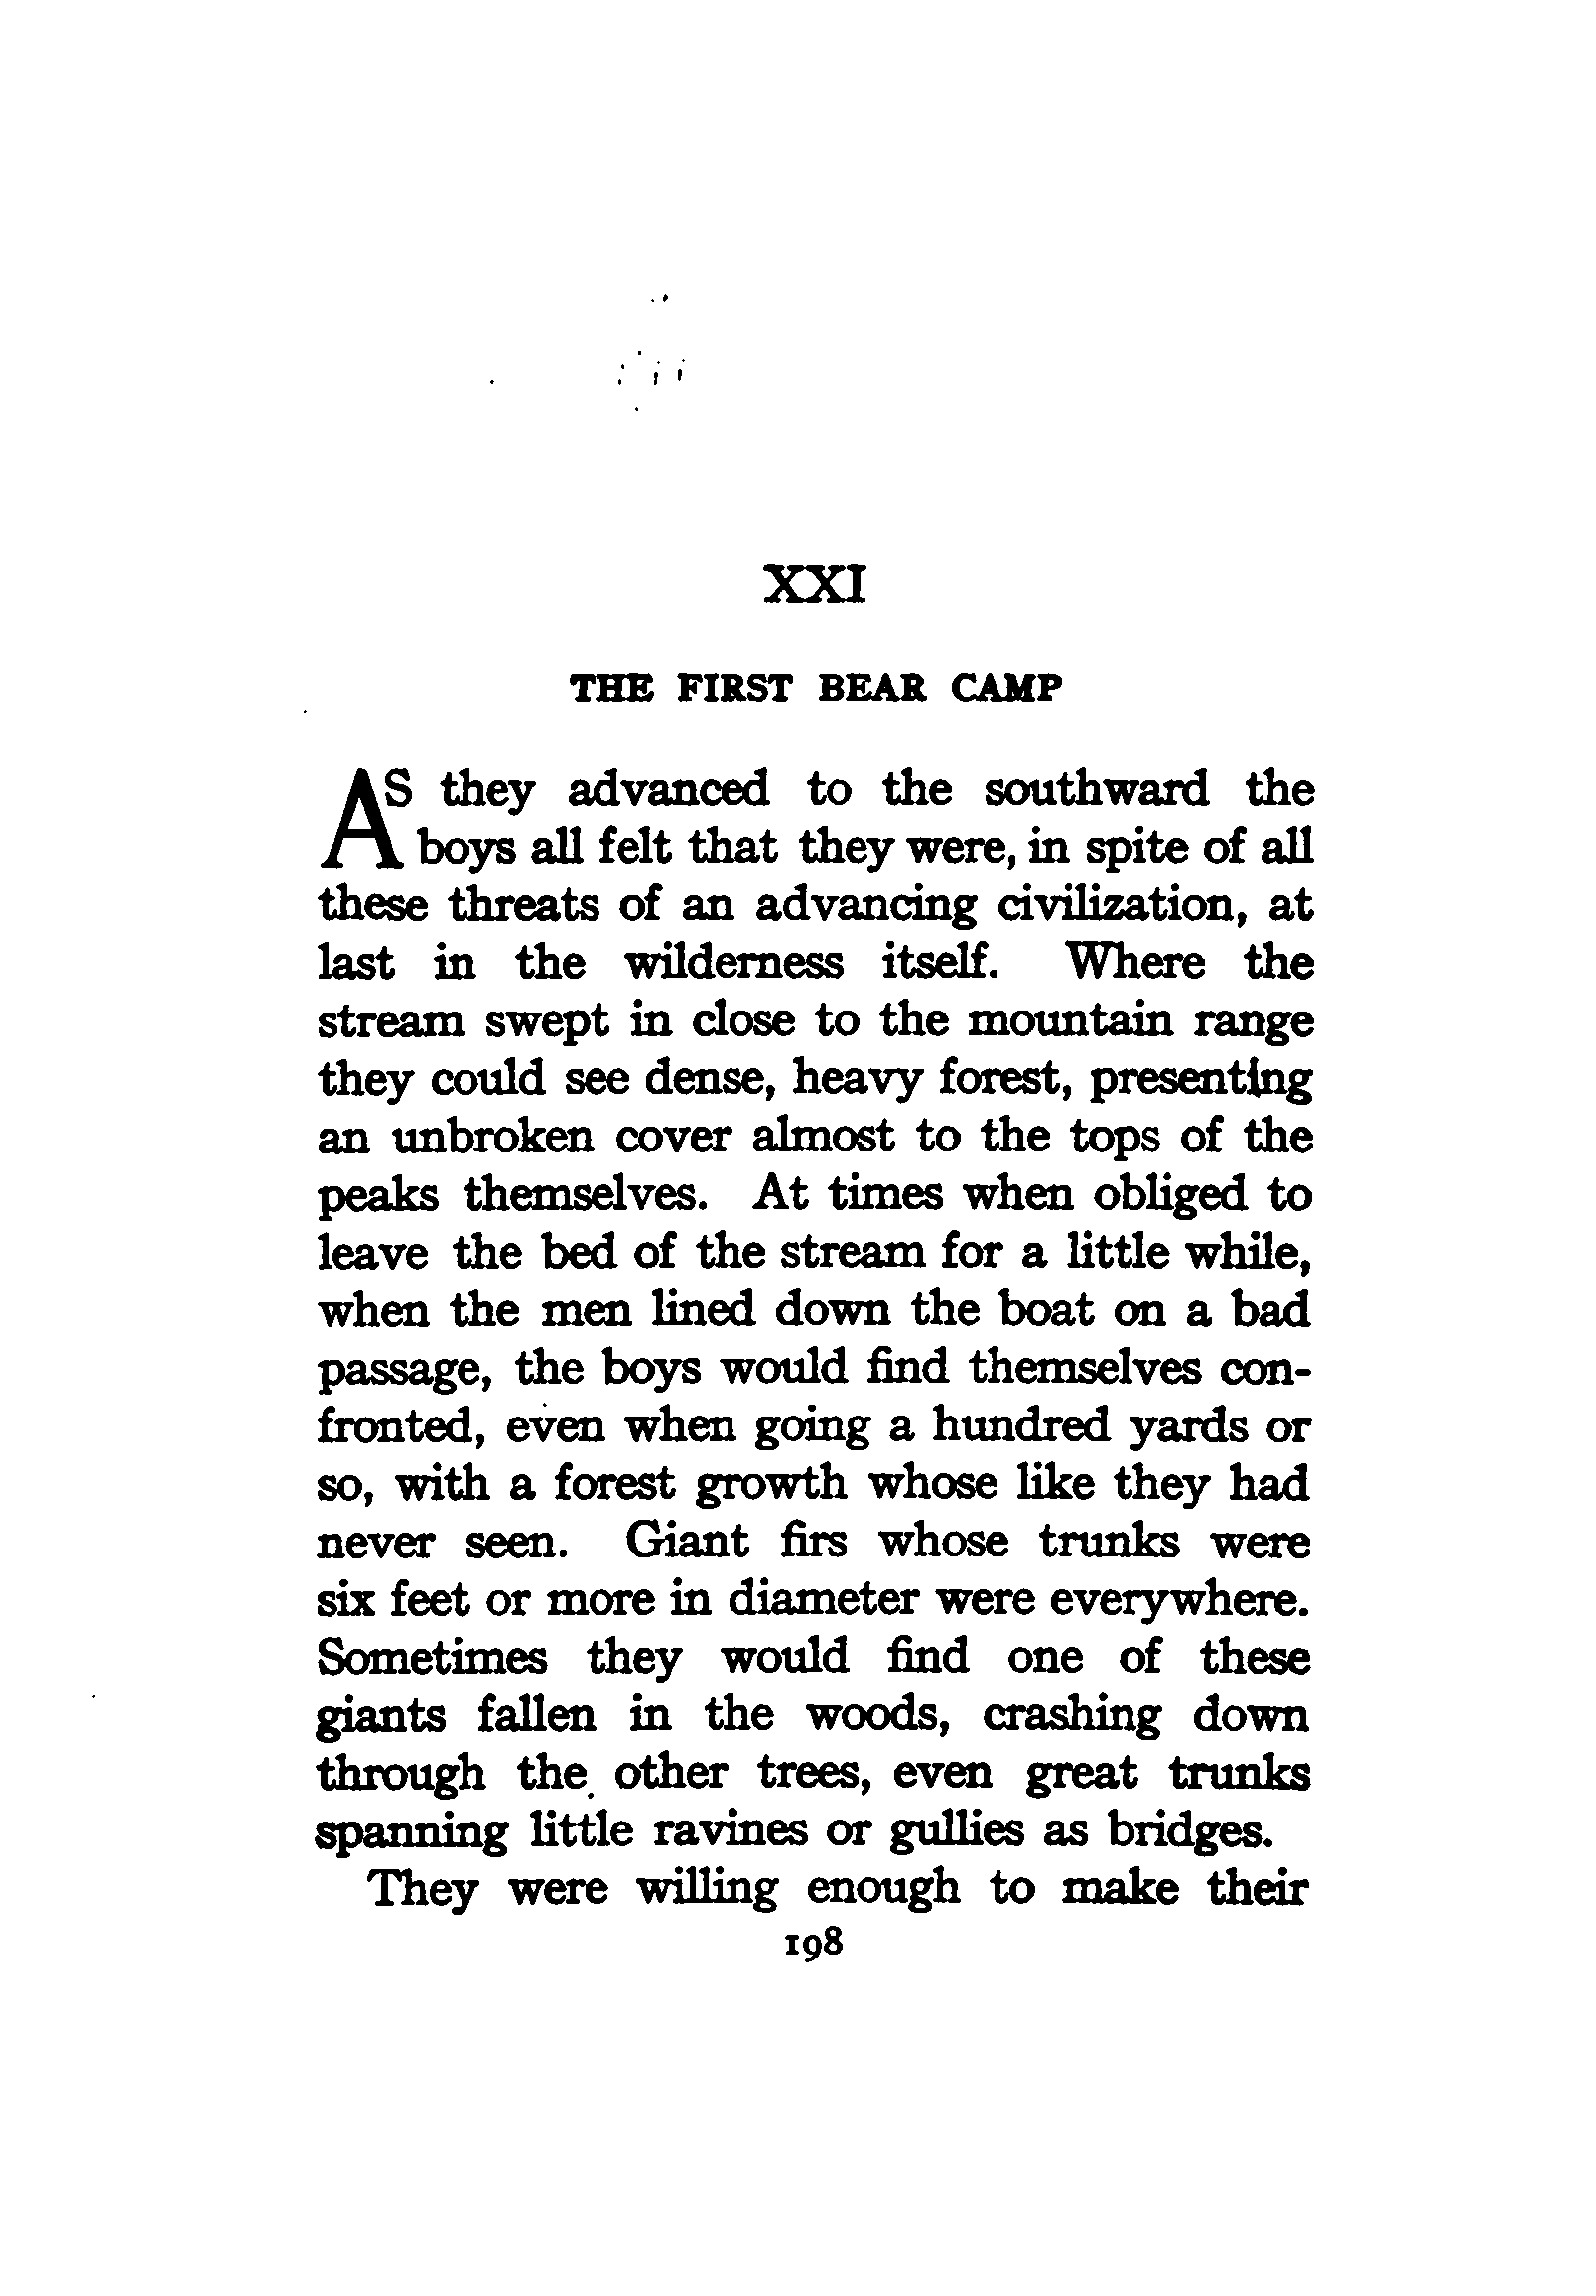 XXI
THE FIRST BEAR CAMP
AS they advanced to the southward the
boys all felt that they were, in spite of all
these threats of an advancing civilization, at
last in the wilderness itself. Where the
stream swept in close to the mountain range
they could see dense, heavy forest, presenting
an unbroken cover almost to the tops of the
peaks themselves. At times when obliged to
leave the bed of the stream for a little while,
when the men lined down the boat on a bad
passage, the boys would find themselves con-
fronted, even when going a hundred yards or
so, with a forest growth whose like they had
never seen. Giant firs whose trunks were
six feet or more in diameter were everywhere.
Sometimes they would find one of these
giants fallen in the woods, crashing down
through the other trees, even great trunks
spanning little ravines or gullies as bridges.
They were willing enough to make their
198